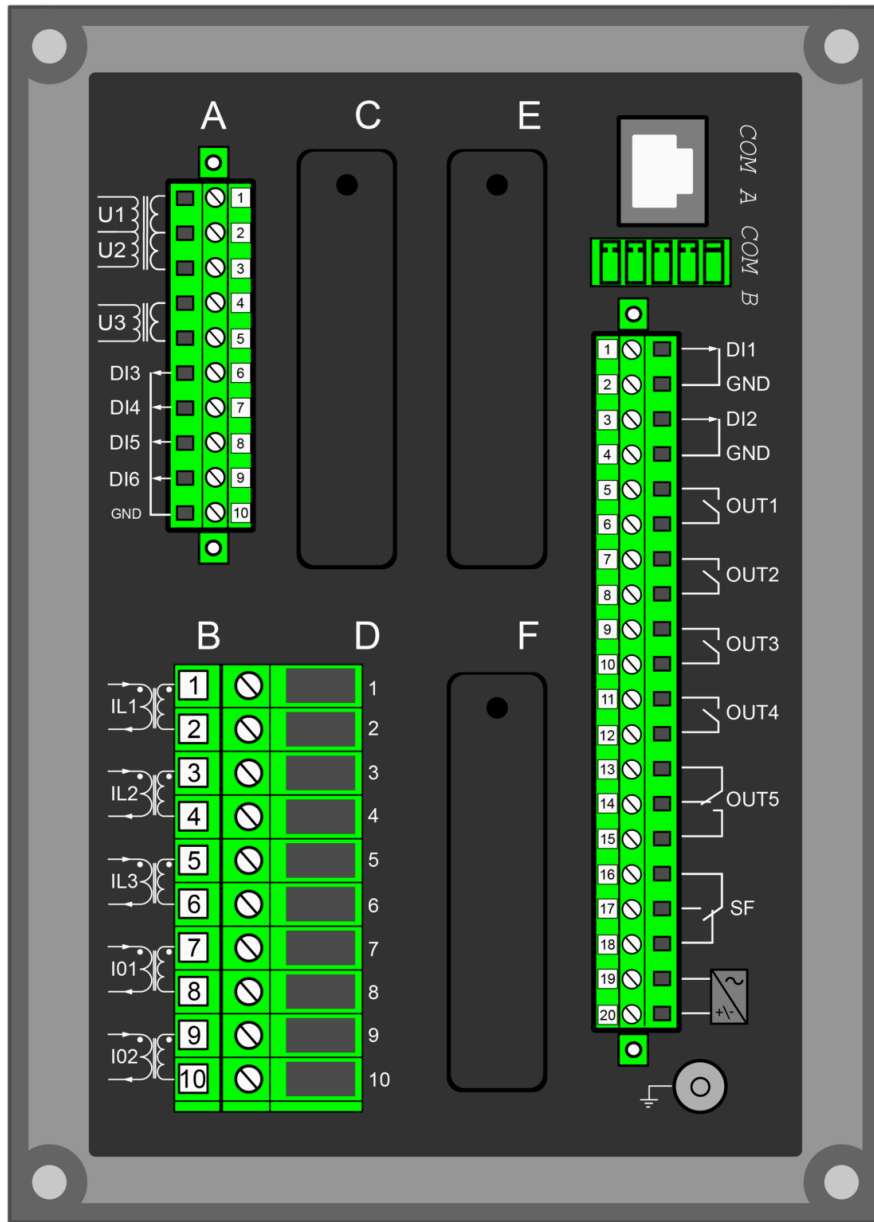 A C E
COM A
COM B
U1 1
2
U2
3
4
U3
5
DI3 6
DI4 7
DI5 8
DI6 9
GND 10
1 DI1
2 GND
3 DI2
4 GND
5
OUT1
6
7
OUT2
8
9
OUT3
10
11
OUT4
12
13
14 OUT5
15
16
17 SF
18
19 ~
20 +/-
B D F
1 1
IL1
2 2
3 3
IL2
4 4
5 5
IL3
6 6
7 7
I01
8 8
9 9
I02
10 10